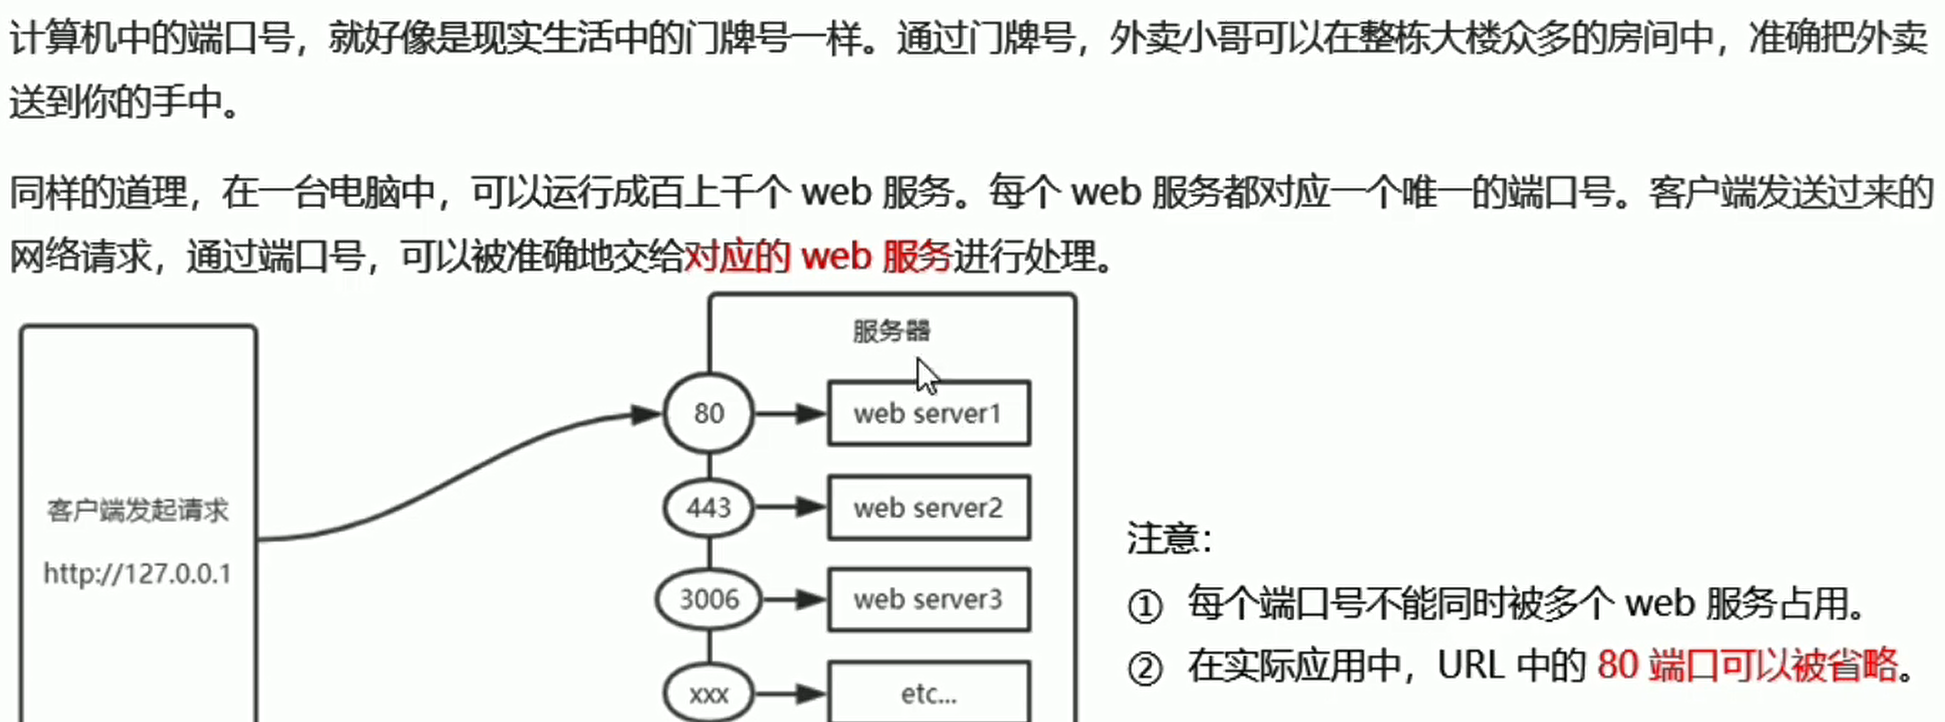 计算机中的端口号，就好像是现实生活中的门牌号一样。通过门牌号，外卖小哥可以在整栋大楼众多的房间中，准确把外卖
送到你的手中。
同样的道理，在一台电脑中，可以运行成百上千个 web 服务。每个 web 服务都对应一个唯一的端口号。客户端发送过来的
网络请求，通过端口号，可以被准确地交给对应的 web 服务进行处理。
服务器
80
web server1
443
web server2
3006
web server3
xxx
etc...
客户端发起请求
http://127.0.0.1
注意：
① 每个端口号不能同时被多个 web 服务占用。
② 在实际应用中，URL 中的 80 端口可以被省略。